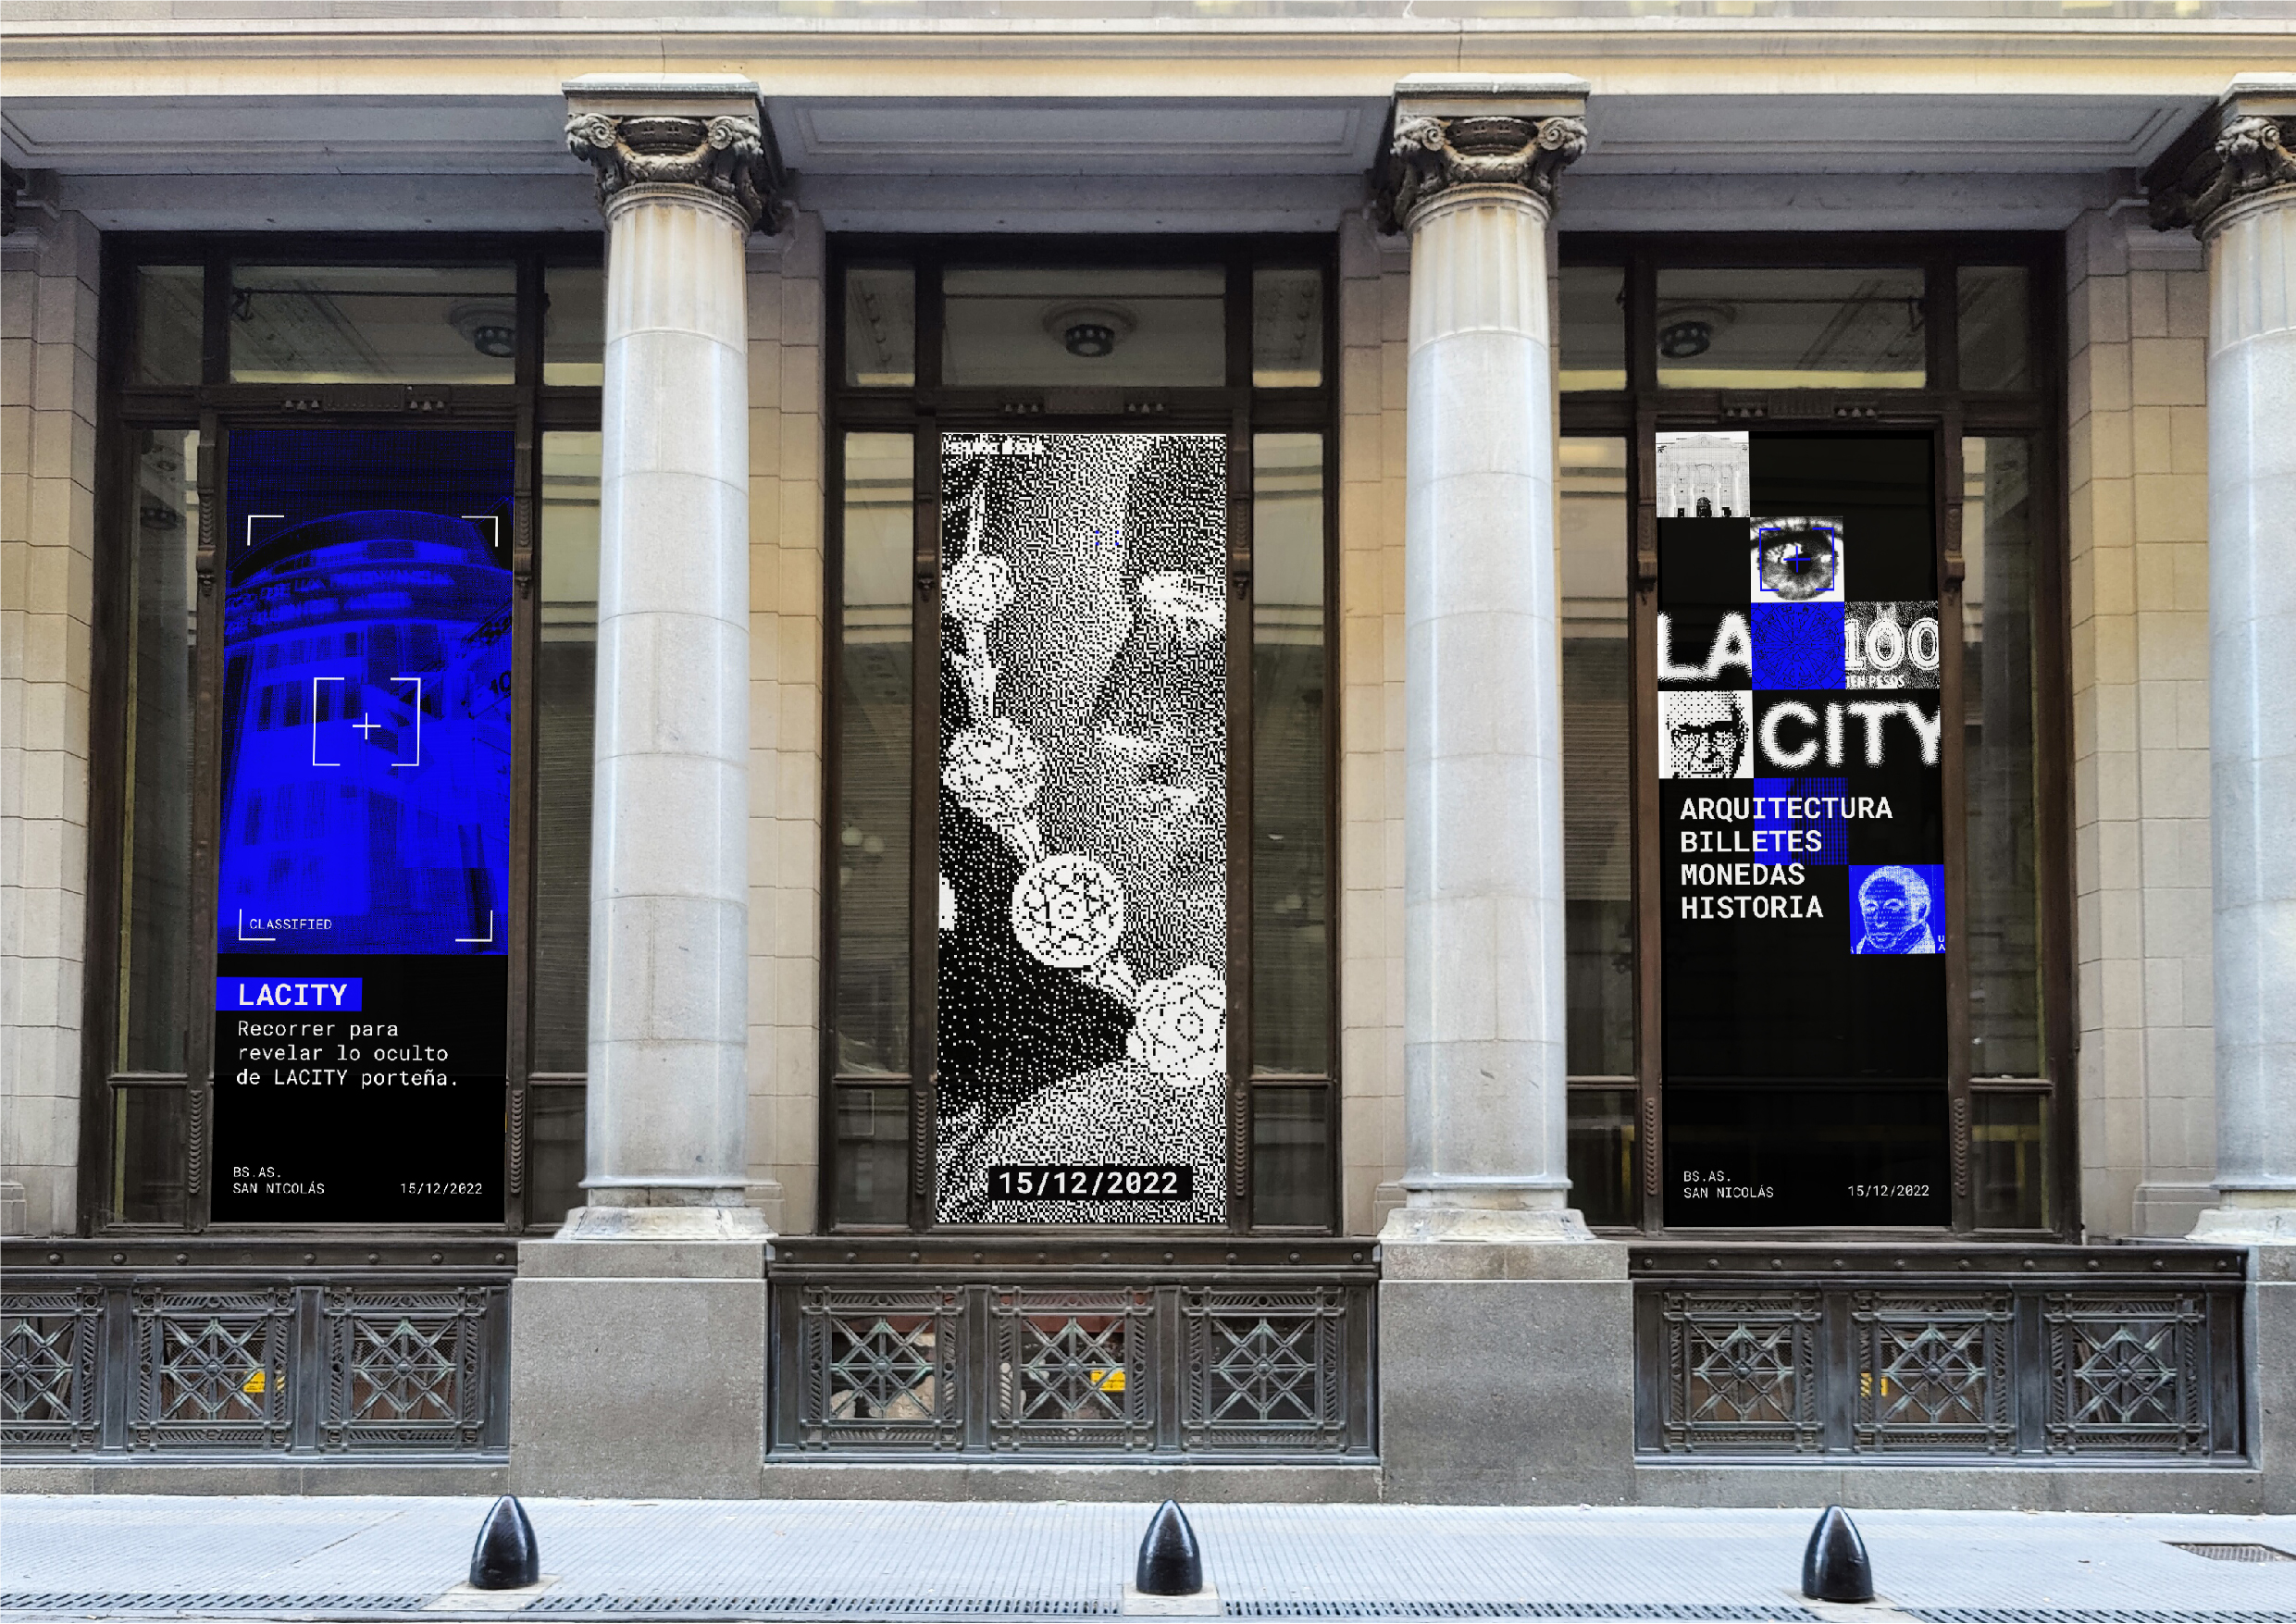 CLASSIFIED
LACITY
Recorrer para
revelar lo oculto
de LACITY porteña.
BS.AS.
SAN NICOLÁS
15/12/2022
15/12/2022
LA
100
PESOS
CITY
ARQUITECTURA
BILLETES
MONEDAS
HISTORIA
BS.AS.
SAN NICOLÁS
15/12/2022